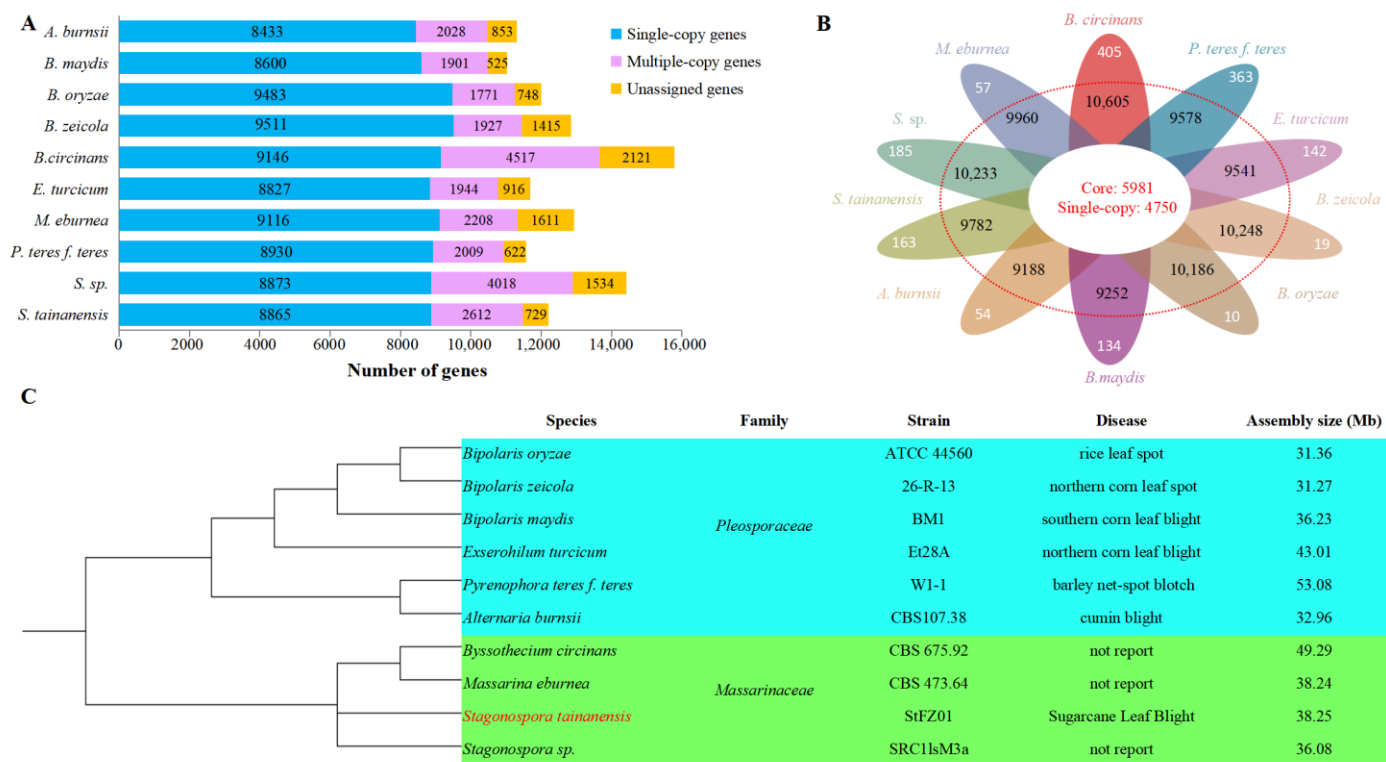 A
A. burnsii 8433 2028 853
B. maydis 8600 1901 525
B. oryzae 9483 1771 748
B. zeicola 9511 1927 1415
B.circinans 9146 4517 2121
E. turcicum 8827 1944 916
M. eburnea 9116 2208 1611
P. teres f. teres 8930 2009 622
S. sp. 8873 4018 1534
S. tainanensis 8865 2612 729
0 2000 4000 6000 8000 10,000 1,2000 14,000 16,000
Number of genes
Single-copy genes
Multiple-copy genes
Unassigned genes
B
B. circinans
405
10,605
P. teres f. teres
363
9578
E. turcicum
142
9541
B. zeicola
19
10,248
B. oryzae
10
10,186
B.maydis
134
9252
A. burnsii
54
9188
S. tainanensis
163
9782
S. sp.
185
10,233
M. eburnea
57
9960
Core: 5981
Single-copy: 4750
C
Species Family Strain Disease Assembly size (Mb)
Bipolaris oryzae ATCC 44560 rice leaf spot 31.36
Bipolaris zeicola 26-R-13 northern corn leaf spot 31.27
Bipolaris maydis BM1 southern corn leaf blight 36.23
Pleosporaceae
Exserohilum turcicum Et28A northern corn leaf blight 43.01
Pyrenophora teres f. teres W1-1 barley net-spot blotch 53.08
Alternaria burnsii CBS107.38 cumin blight 32.96
Byssothecium circinans CBS 675.92 not report 49.29
Massarina eburnea CBS 473.64 not report 38.24
Massarinaceae
Stagonospora tainanensis StFZ01 Sugarcane Leaf Blight 38.25
Stagonospora sp. SRC1lsM3a not report 36.08